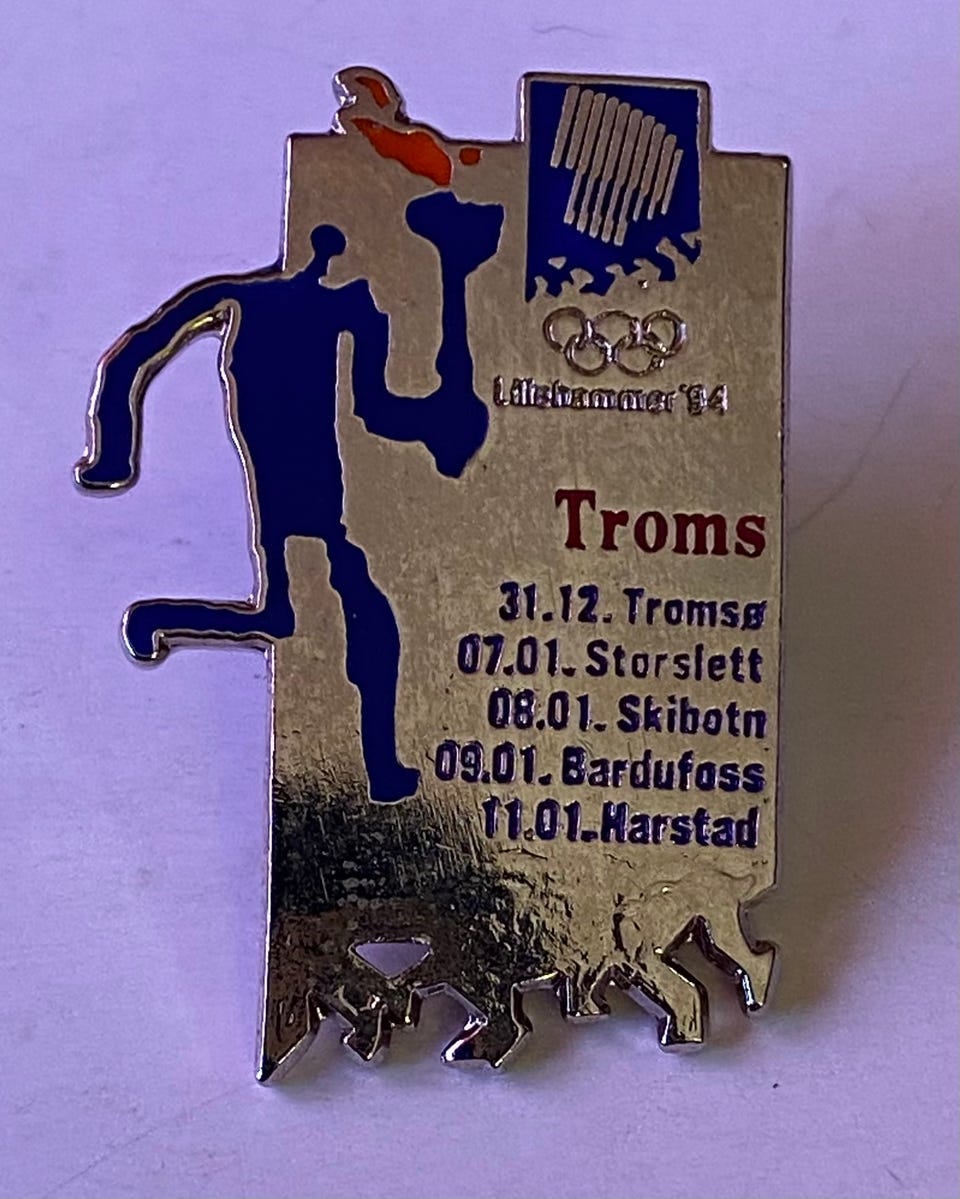 Lillehammer '94
Troms
31.12. Tromsø
07.01. Storslett
08.01. Skibotn
09.01. Bardufoss
11.01. Harstad